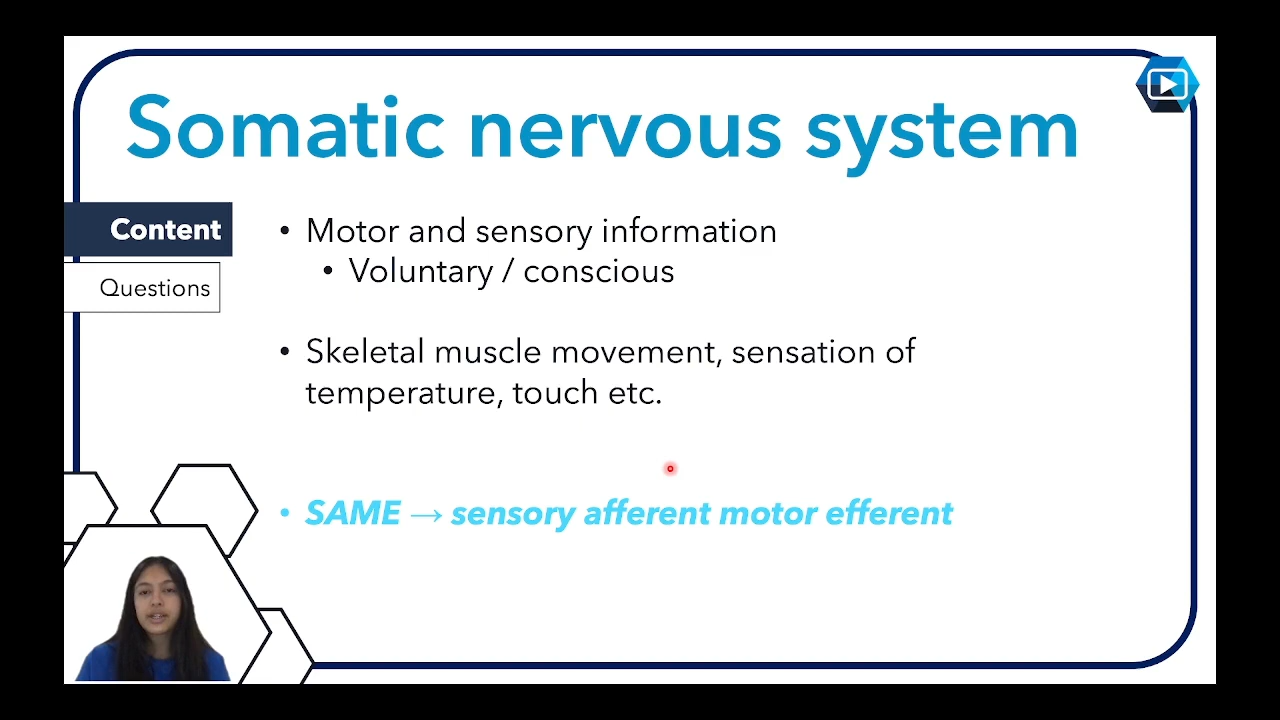 Somatic nervous system
Content
Questions
• Motor and sensory information
• Voluntary / conscious
• Skeletal muscle movement, sensation of
temperature, touch etc.
• SAME → sensory afferent motor efferent